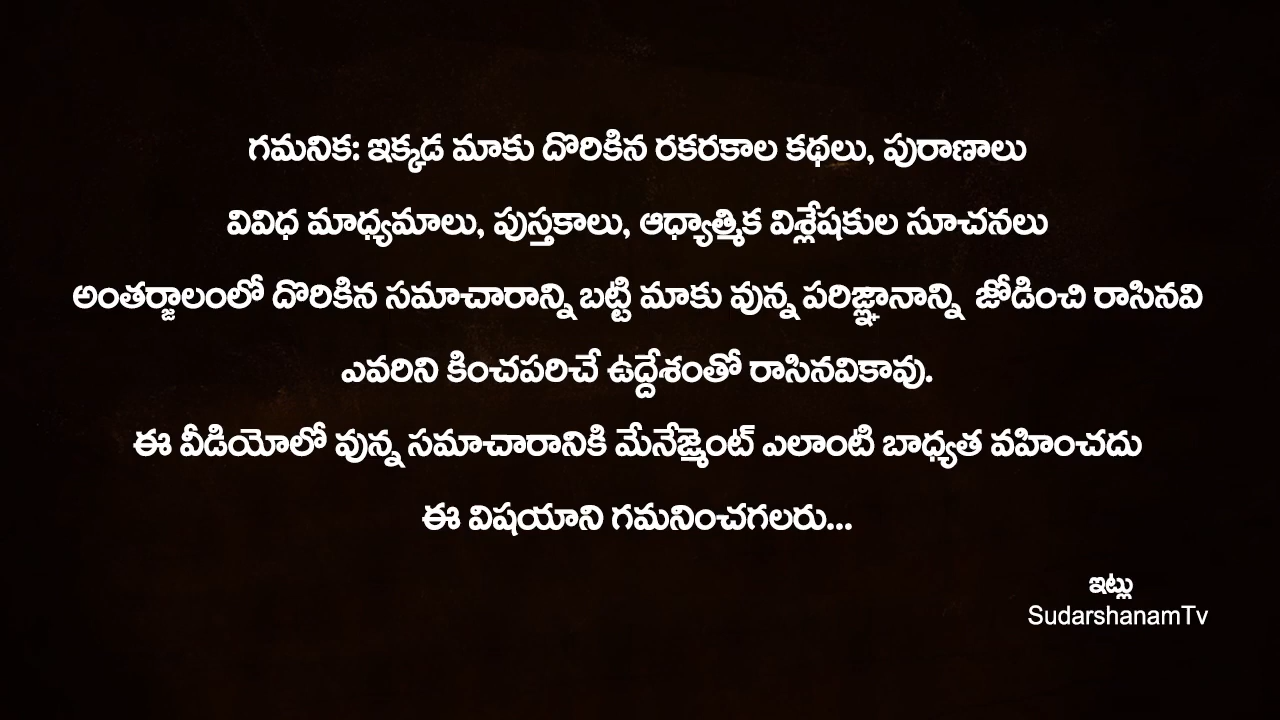 గమనిక: ఇక్కడ మాకు దొరికిన రకరకాల కథలు, పురాణాలు
వివిధ మాధ్యమాలు, పుస్తకాలు, ఆధ్యాత్మిక విశ్లేషకుల సూచనలు
అంతర్జాలంలో దొరికిన సమాచారాన్ని బట్టి మాకు వున్న పరిజ్ఞానాన్ని జోడించి రాసినవి
ఎవరిని కించపరిచే ఉద్దేశంతో రాసినవికావు.
ఈ వీడియోలో వున్న సమాచారానికి మేనేజ్మెంట్ ఎలాంటి బాధ్యత వహించదు
ఈ విషయాని గమనించగలరు...
ఇట్లు
SudarshanamTv